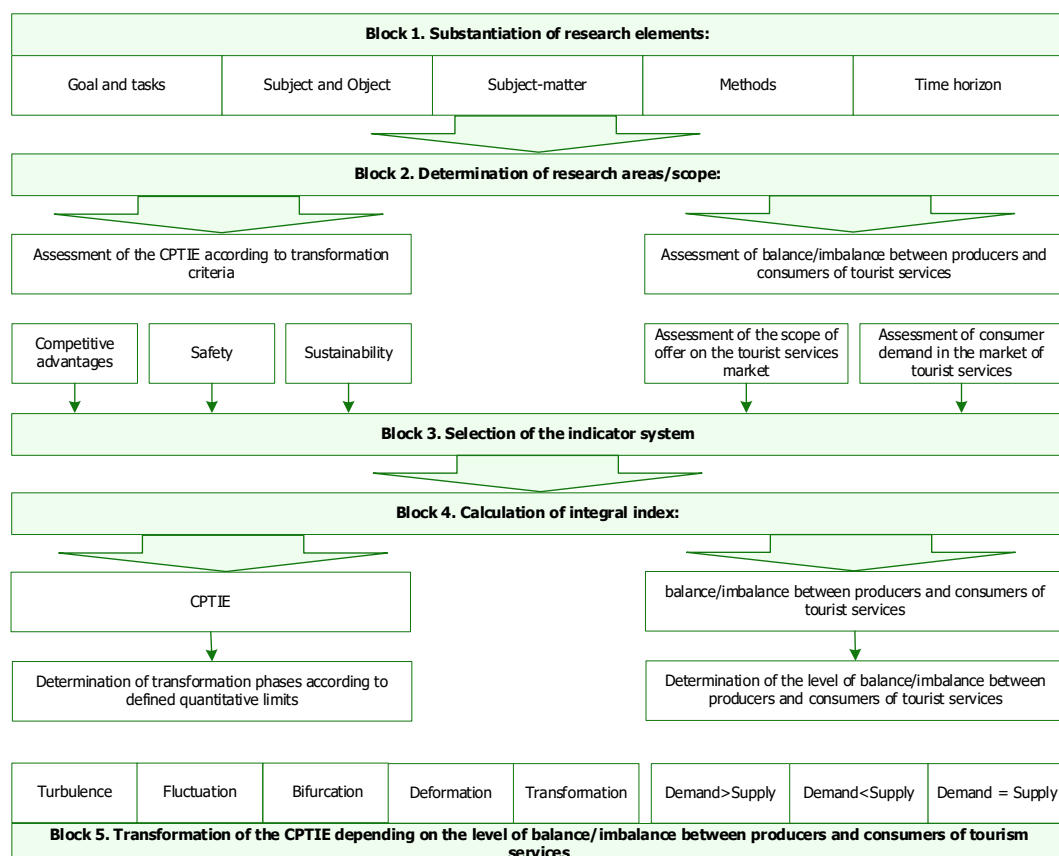 Block 1. Substantiation of research elements:
Goal and tasks
Subject and Object
Subject-matter
Methods
Time horizon
Block 2. Determination of research areas/scope:
Assessment of the CPTIE according to transformation
criteria
Assessment of balance/imbalance between producers and
consumers of tourist services
Competitive
advantages
Safety
Sustainability
Assessment of the scope of
offer on the tourist services
market
Assessment of consumer
demand in the market of
tourist services
Block 3. Selection of the indicator system
Block 4. Calculation of integral index:
CPTIE
balance/imbalance between producers and consumers of
tourist services
Determination of transformation phases according to
defined quantitative limits
Determination of the level of balance/imbalance between
producers and consumers of tourist services
Turbulence
Fluctuation
Bifurcation
Deformation
Transformation
Demand>Supply
Demand<Supply
Demand = Supply
Block 5. Transformation of the CPTIE depending on the level of balance/imbalance between producers and consumers of tourism
services